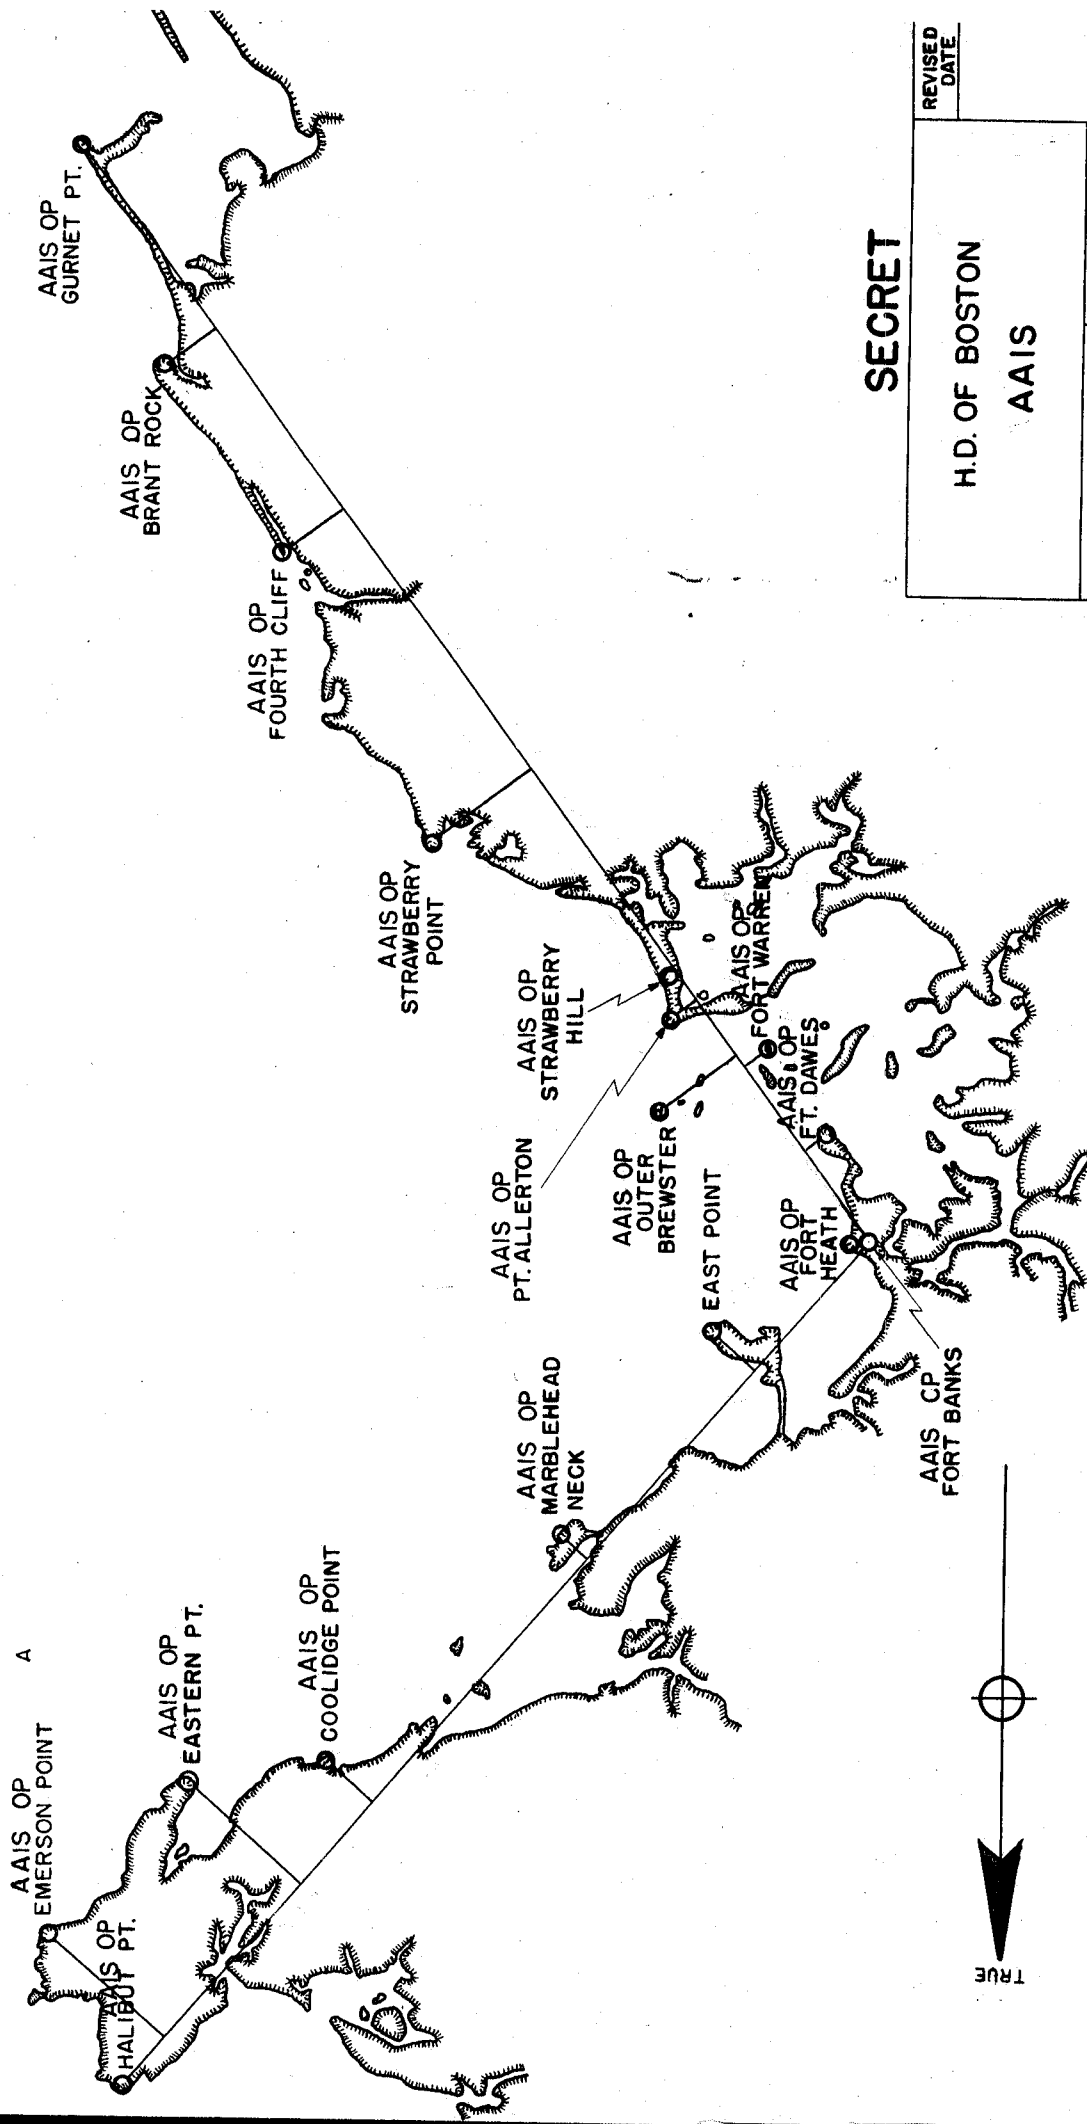 AAIS OP
GURNET PT.
AAIS OP
BRANT ROCK
AAIS OP
FOURTH CLIFF
AAIS OP
STRAWBERRY
POINT
AAIS OP
STRAWBERRY
HILL
AAIS OP
PT. ALLERTON
AAIS OP
FORT WARREN
AAIS OP
FT. DAWES
AAIS OP
OUTER
BREWSTER
EAST POINT
AAIS OP
FORT
HEATH
AAIS CP
FORT BANKS
AAIS OP
MARBLEHEAD
NECK
AAIS OP
COOLIDGE POINT
A
AAIS OP
EASTERN PT.
AAIS OP
EMERSON POINT
AAIS OP
HALIBUT PT.
TRUE
SECRET
H.D. OF BOSTON
AAIS
REVISED
DATE